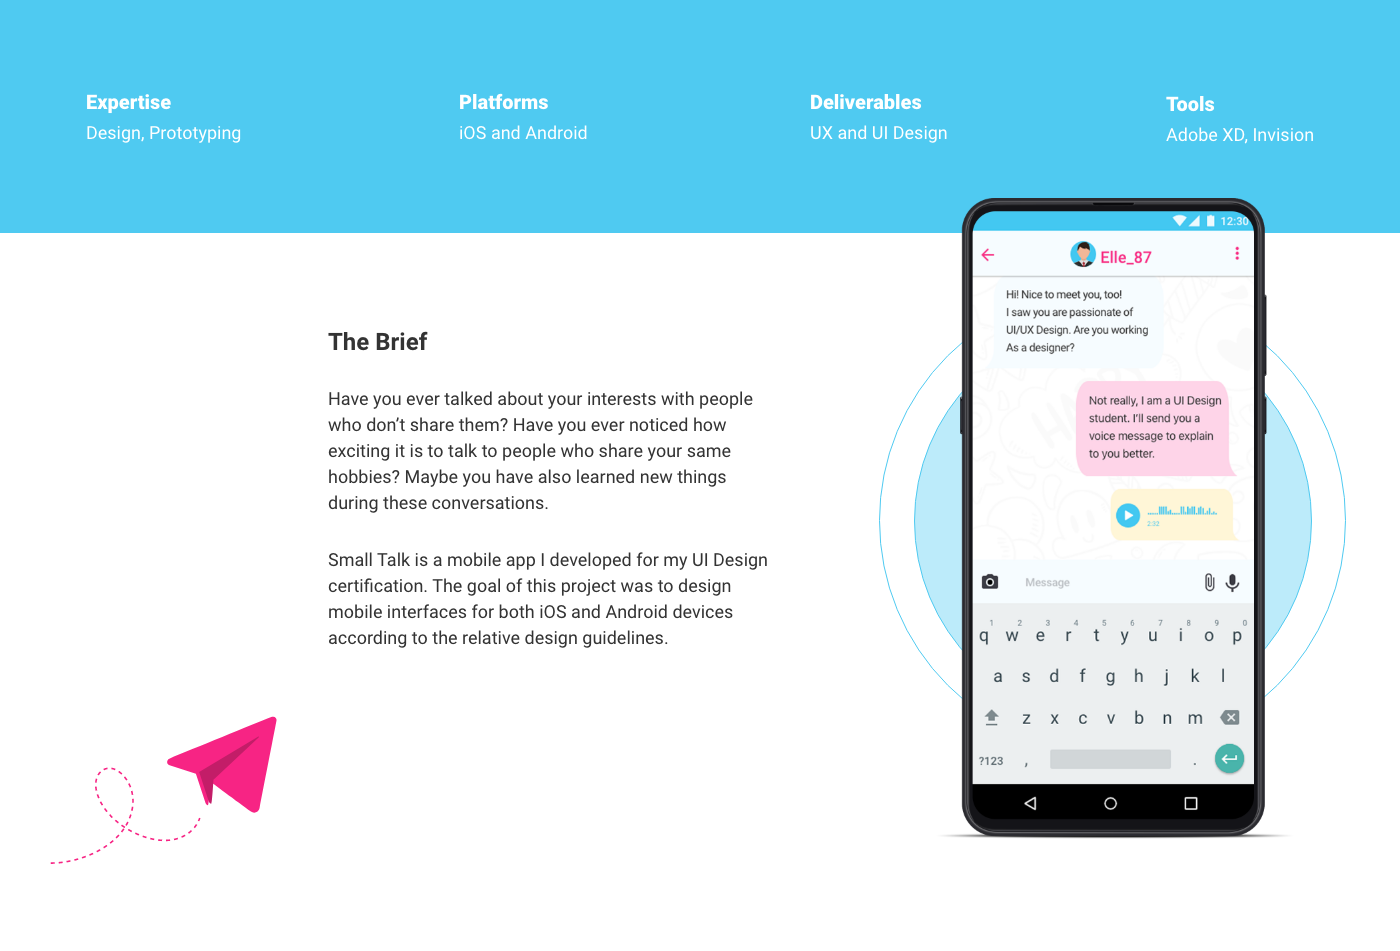 Expertise
Design, Prototyping
Platforms
iOS and Android
Deliverables
UX and UI Design
Tools
Adobe XD, Invision
The Brief
Have you ever talked about your interests with people
who don’t share them? Have you ever noticed how
exciting it is to talk to people who share your same
hobbies? Maybe you have also learned new things
during these conversations.
Small Talk is a mobile app I developed for my UI Design
certification. The goal of this project was to design
mobile interfaces for both iOS and Android devices
according to the relative design guidelines.
12:30
Elle_87
Hi! Nice to meet you, too!
I saw you are passionate of
UI/UX Design. Are you working
As a designer?
Not really, I am a UI Design
student. I’ll send you a
voice message to explain
to you better.
Message
1 2 3 4 5 6 7 8 9 0
q w e r t y u i o p
a s d f g h j k l
z x c v b n m
?123 , .